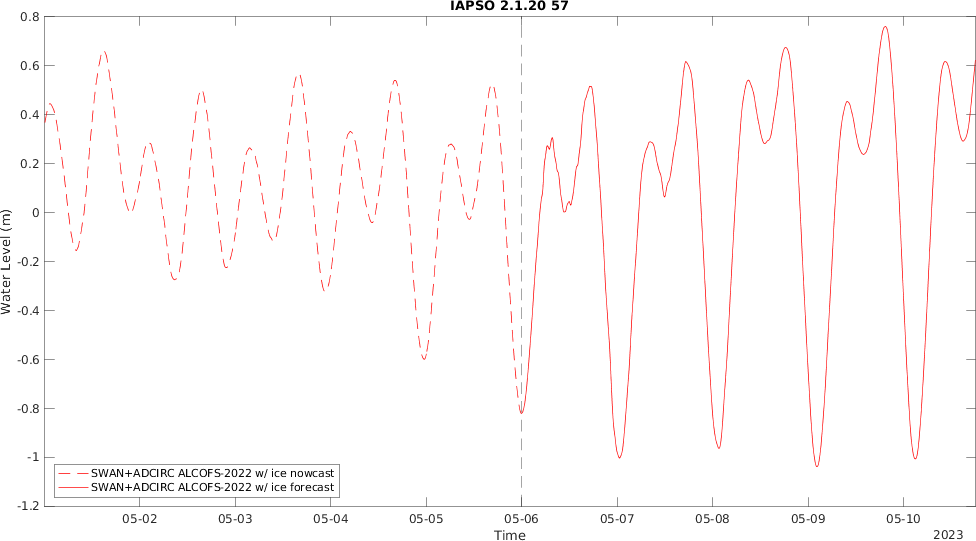 IAPSO 2.1.20 57
0.8
0.6
0.4
0.2
0
-0.2
-0.4
-0.6
-0.8
-1
-1.2
Water Level (m)
SWAN+ADCIRC ALCOFS-2022 w/ ice nowcast
SWAN+ADCIRC ALCOFS-2022 w/ ice forecast
05-02 05-03 05-04 05-05 05-06 05-07 05-08 05-09 05-10
Time
2023